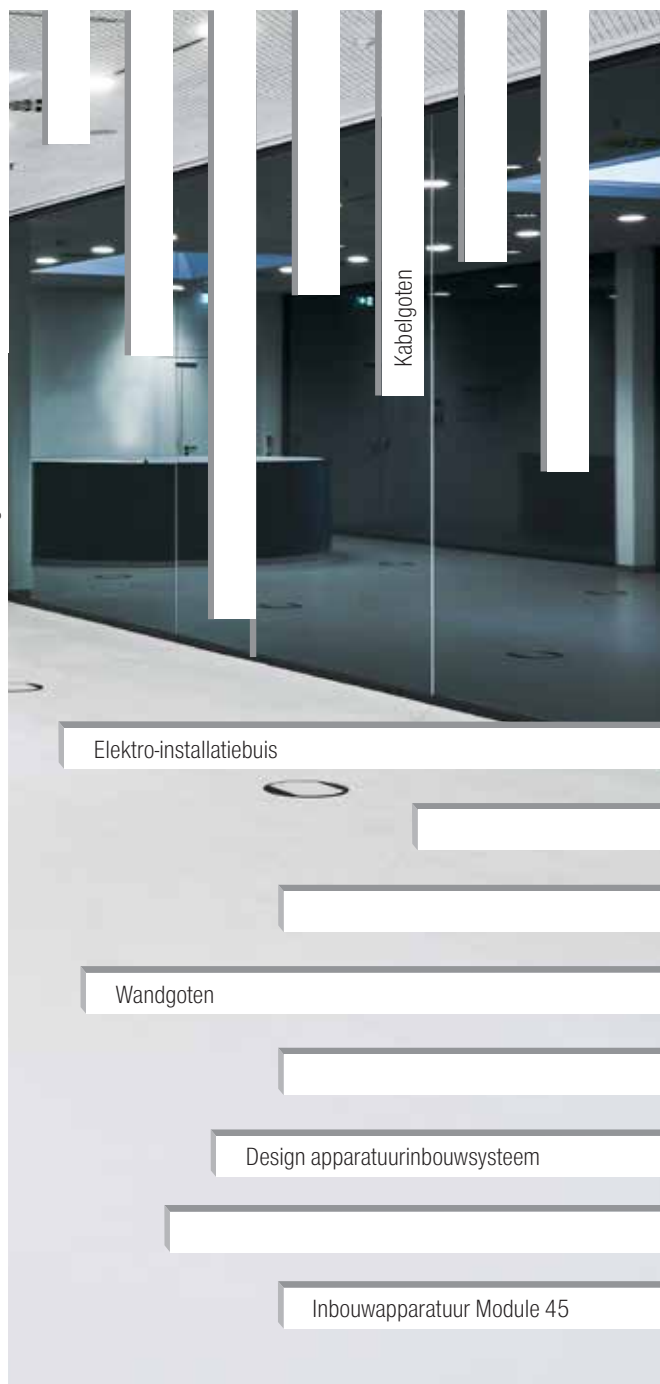 Kabelgoten
Elektro-installatiebuis
Wandgoten
Design apparatuurinbouwsysteem
Inbouwapparatuur Module 45